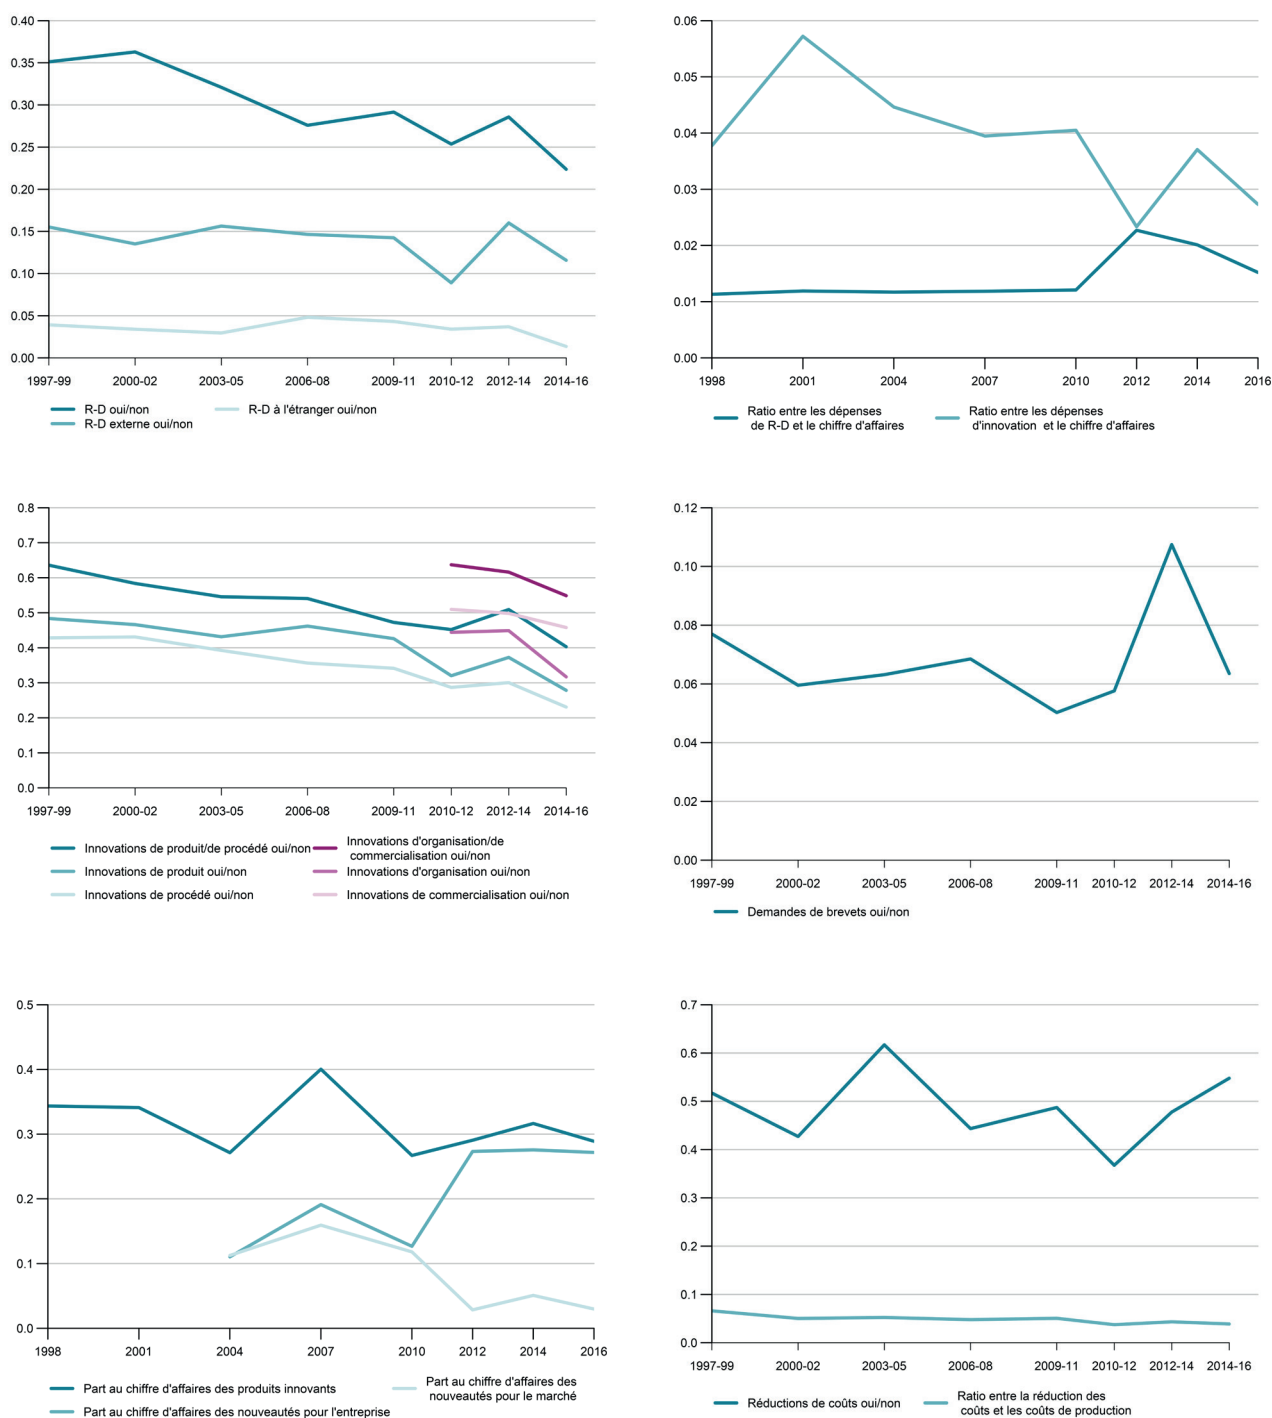 0.40
0.35
0.30
0.25
0.20
0.15
0.10
0.05
0.00
1997-99 2000-02 2003-05 2006-08 2009-11 2010-12 2012-14 2014-16
R-D oui/non R-D à l'étranger oui/non
R-D externe oui/non
0.06
0.05
0.04
0.03
0.02
0.01
0.00
1998 2001 2004 2007 2010 2012 2014 2016
Ratio entre les dépenses
de R-D et le chiffre d'affaires
Ratio entre les dépenses
d'innovation et le chiffre d'affaires
0.8
0.7
0.6
0.5
0.4
0.3
0.2
0.1
0.0
1997-99 2000-02 2003-05 2006-08 2009-11 2010-12 2012-14 2014-16
Innovations de produit/de procédé oui/non
Innovations de produit oui/non
Innovations de procédé oui/non
Innovations d'organisation/de
commercialisation oui/non
Innovations d'organisation oui/non
Innovations de commercialisation oui/non
0.12
0.10
0.08
0.06
0.04
0.02
0.00
1997-99 2000-02 2003-05 2006-08 2009-11 2010-12 2012-14 2014-16
Demandes de brevets oui/non
0.5
0.4
0.3
0.2
0.1
0.0
1998 2001 2004 2007 2010 2012 2014 2016
Part au chiffre d'affaires des produits innovants
Part au chiffre d'affaires des nouveautés pour l'entreprise
Part au chiffre d'affaires des
nouveautés pour le marché
0.7
0.6
0.5
0.4
0.3
0.2
0.1
0.0
1997-99 2000-02 2003-05 2006-08 2009-11 2010-12 2012-14 2014-16
Réductions de coûts oui/non
Ratio entre la réduction des
coûts et les coûts de production